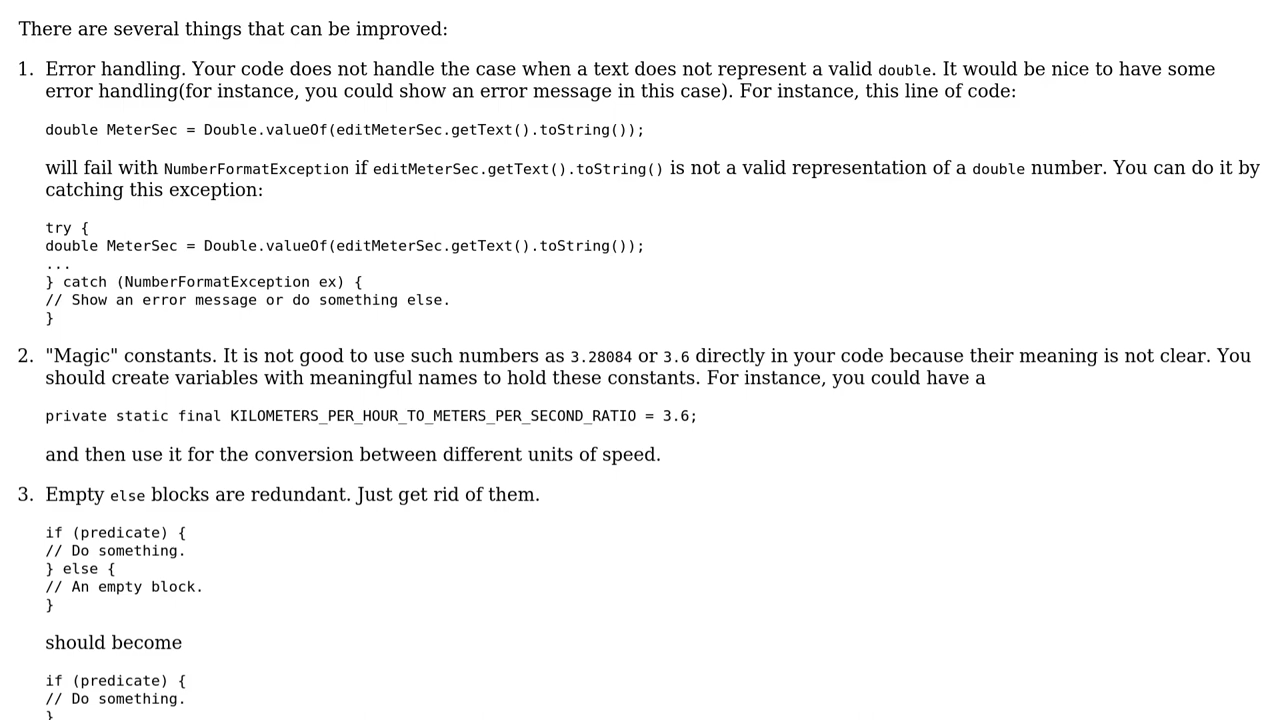 There are several things that can be improved:
1. Error handling. Your code does not handle the case when a text does not represent a valid double. It would be nice to have some
error handling(for instance, you could show an error message in this case). For instance, this line of code:
double MeterSec = Double.valueOf(editMeterSec.getText().toString());
will fail with NumberFormatException if editMeterSec.getText().toString() is not a valid representation of a double number. You can do it by
catching this exception:
try {
double MeterSec = Double.valueOf(editMeterSec.getText().toString());
...
} catch (NumberFormatException ex) {
// Show an error message or do something else.
}
2. "Magic" constants. It is not good to use such numbers as 3.28084 or 3.6 directly in your code because their meaning is not clear. You
should create variables with meaningful names to hold these constants. For instance, you could have a
private static final KILOMETERS_PER_HOUR_TO_METERS_PER_SECOND_RATIO = 3.6;
and then use it for the conversion between different units of speed.
3. Empty else blocks are redundant. Just get rid of them.
if (predicate) {
// Do something.
} else {
// An empty block.
}
should become
if (predicate) {
// Do something.
}